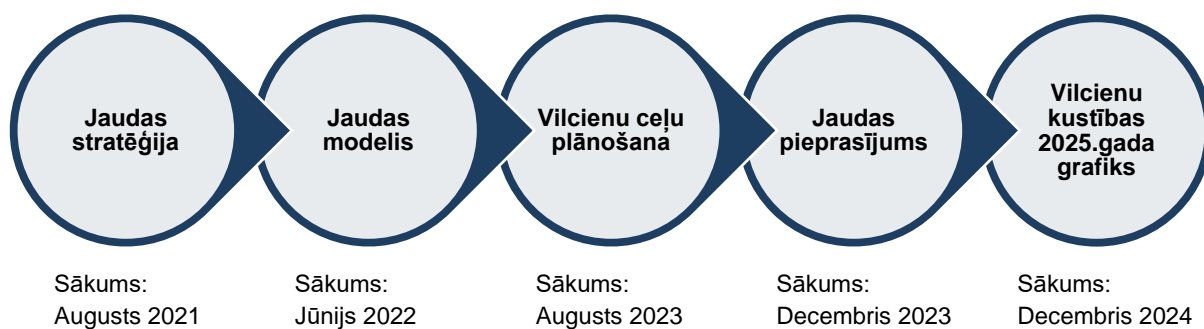 Jaudas
stratēģija
Jaudas
modelis
Vilcienu ceļu
plānošana
Jaudas
pieprasījums
Vilcienu
kustības
2025.gada
grafiks
Sākums:
Augusts 2021
Sākums:
Jūnijs 2022
Sākums:
Augusts 2023
Sākums:
Decembris 2023
Sākums:
Decembris 2024